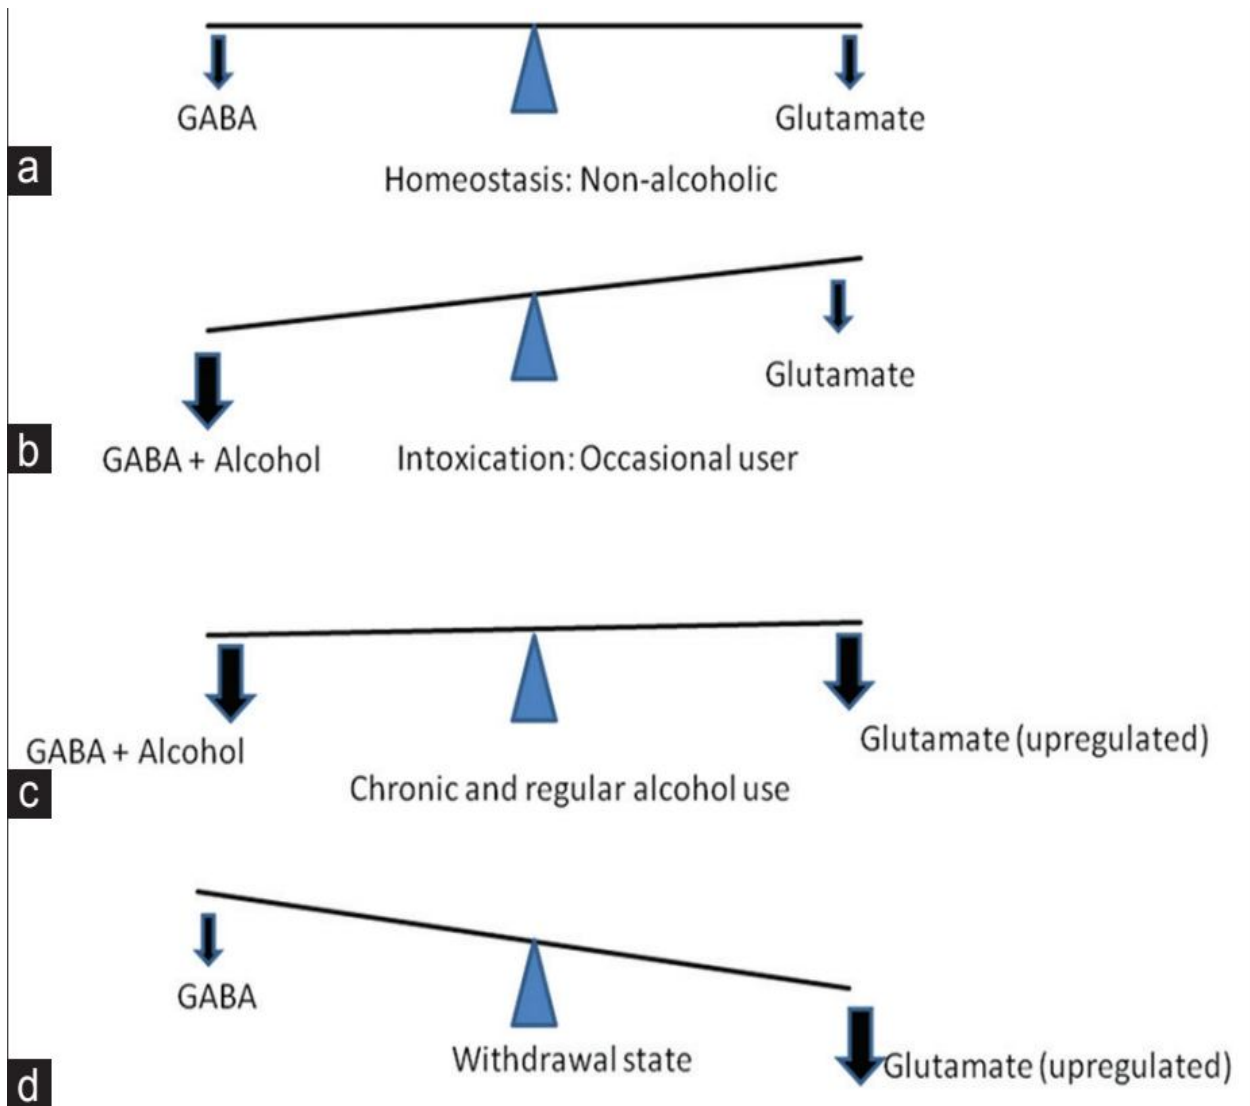 GABA
Glutamate
a
Homeostasis: Non-alcoholic
Glutamate
b
GABA + Alcohol
Intoxication: Occasional user
GABA + Alcohol
Glutamate (upregulated)
c
Chronic and regular alcohol use
GABA
Withdrawal state
Glutamate (upregulated)
d